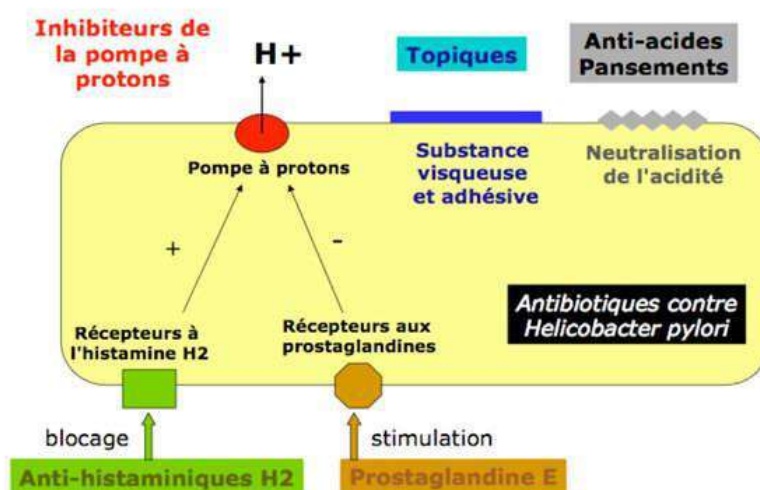 Inhibiteurs de
la pompe à
protons
H+
Topiques
Anti-acides
Pansements
Pompe à protons
Substance
visqueuse
et adhésive
Neutralisation
de l'acidité
+
-
Récepteurs à
l'histamine H2
Récepteurs aux
prostaglandines
Antibiotiques contre
Helicobacter pylori
blocage
stimulation
Anti-histaminiques H2
Prostaglandine E